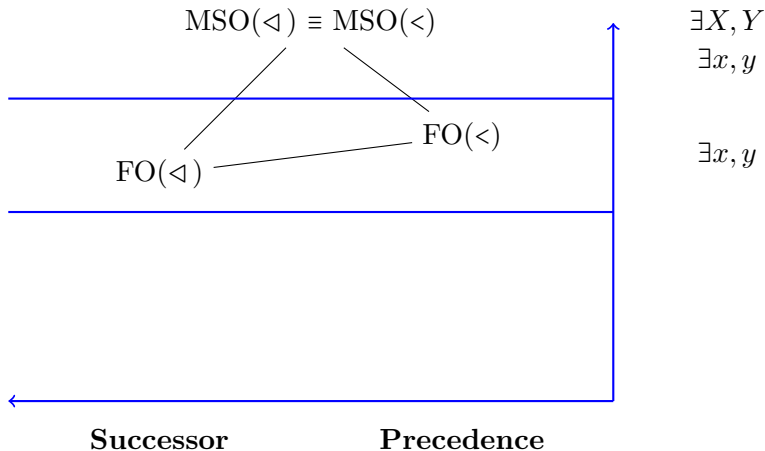 MSO(⊲) ≡ MSO(<) ∃X, Y
∃x, y
FO(<)
∃x, y
FO(⊲)
Successor Precedence